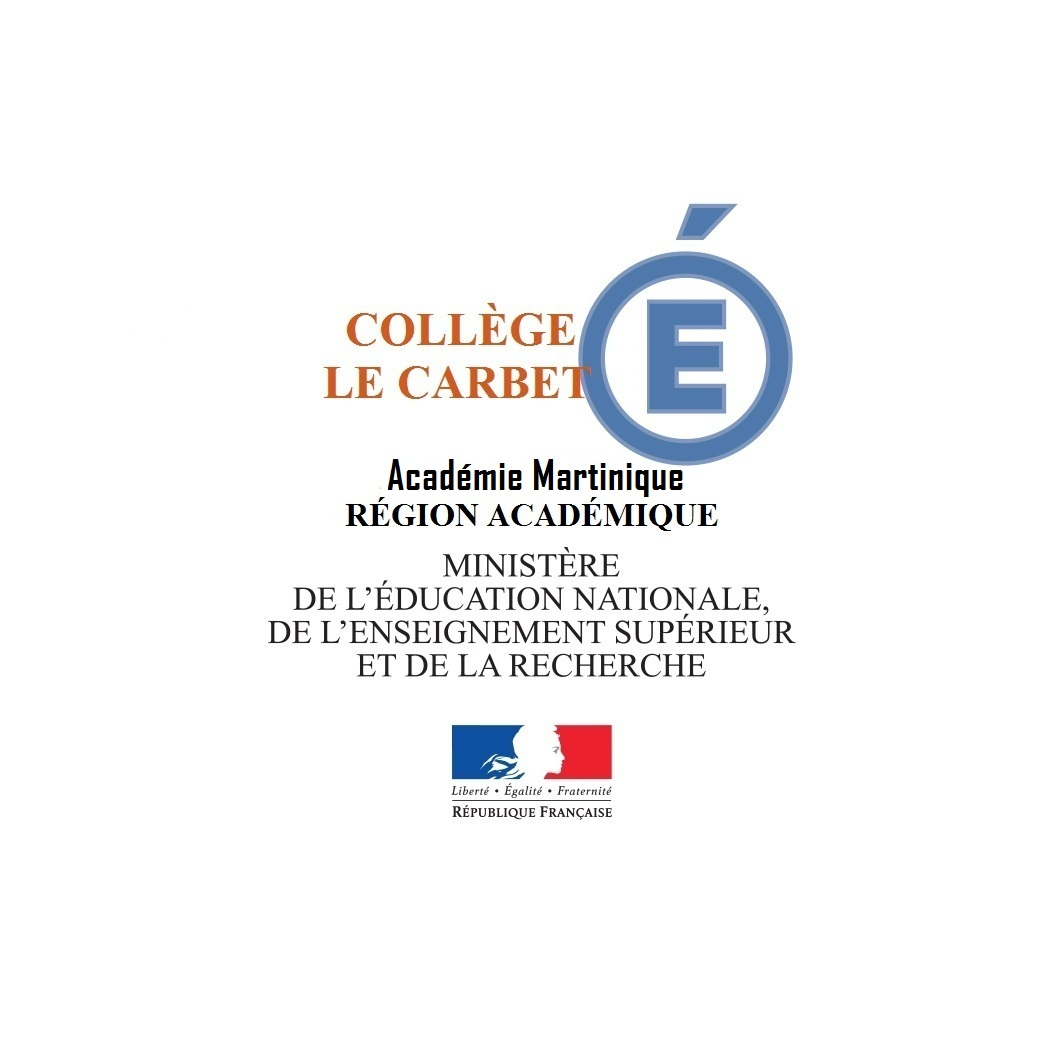 COLLÈGE
LE CARBET
É
Académie Martinique
RÉGION ACADÉMIQUE
MINISTÈRE
DE L’ÉDUCATION NATIONALE,
DE L’ENSEIGNEMENT SUPÉRIEUR
ET DE LA RECHERCHE
Liberté • Égalité • Fraternité
RÉPUBLIQUE FRANÇAISE